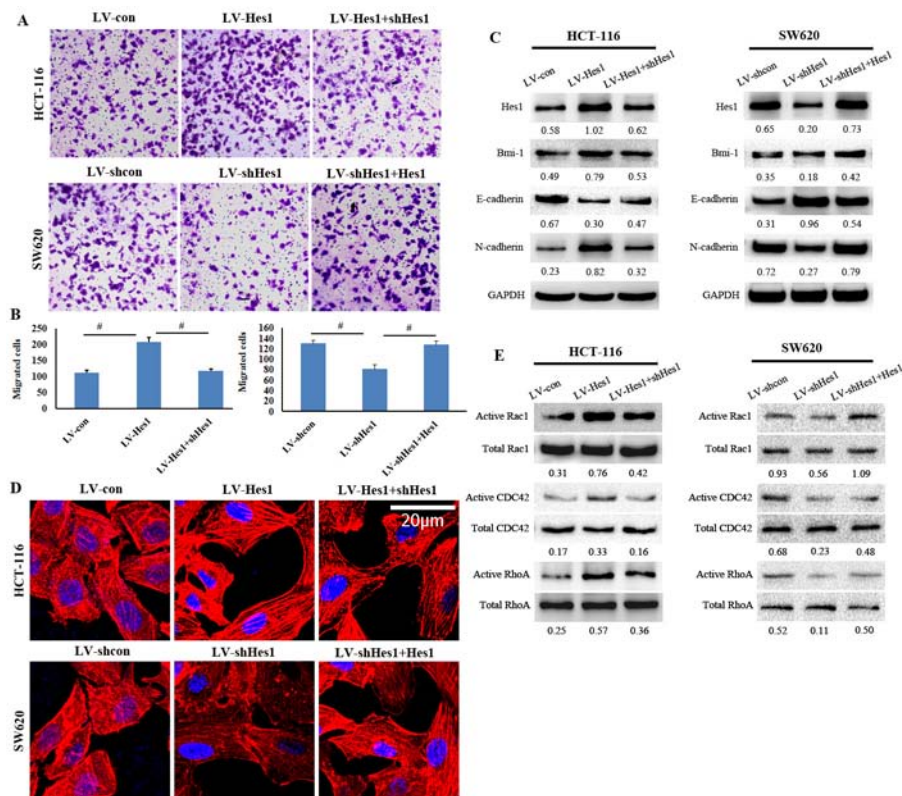 A
LV-con LV-Hes1 LV-Hes1+shHes1
HCT-116
LV-shcon LV-shHes1 LV-shHes1+Hes1
SW620
B
Migrated cells
250
200
150
100
50
0
# #
LV-con
LV-Hes1
LV-Hes1+shHes1
Migrated cells
160
140
120
100
80
60
40
20
0
# #
LV-shcon
LV-shHes1
LV-shHes1+Hes1
D
LV-con LV-Hes1 LV-Hes1+shHes1
20μm
HCT-116
LV-shcon LV-shHes1 LV-shHes1+Hes1
SW620
C
HCT-116
LV-con LV-Hes1 LV-Hes1+shHes1
Hes1
0.58 1.02 0.62
Bmi-1
0.49 0.79 0.53
E-cadherin
0.67 0.30 0.47
N-cadherin
0.23 0.82 0.32
GAPDH
SW620
LV-shcon LV-shHes1 LV-shHes1+Hes1
Hes1
0.65 0.20 0.73
Bmi-1
0.35 0.18 0.42
E-cadherin
0.31 0.96 0.54
N-cadherin
0.72 0.27 0.79
GAPDH
E
HCT-116
LV-con LV-Hes1 LV-Hes1+shHes1
Active Rac1
Total Rac1
0.31 0.76 0.42
Active CDC42
Total CDC42
0.17 0.33 0.16
Active RhoA
Total RhoA
0.25 0.57 0.36
SW620
LV-shcon LV-shHes1 LV-shHes1+Hes1
Active Rac1
Total Rac1
0.93 0.56 1.09
Active CDC42
Total CDC42
0.68 0.23 0.48
Active RhoA
Total RhoA
0.52 0.11 0.50